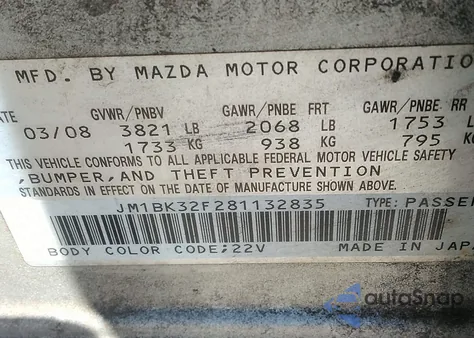 MFD. BY MAZDA MOTOR CORPORATIO
ATE GVWR/PNBV GAWR/PNBE FRT GAWR/PNBE RR
03/08 3821 LB 2068 LB 1753 L
1733 KG 938 KG 795 KG
THIS VEHICLE CONFORMS TO ALL APPLICABLE FEDERAL MOTOR VEHICLE SAFETY
,BUMPER,AND THEFT PREVENTION
STANDARDS IN EFFECT ON THE DATE OF MANUFACTURE SHOWN ABOVE.
JM1BK32F281132835 TYPE: PASSE
BODY COLOR CODE;22V MADE IN JAP
autoSnap